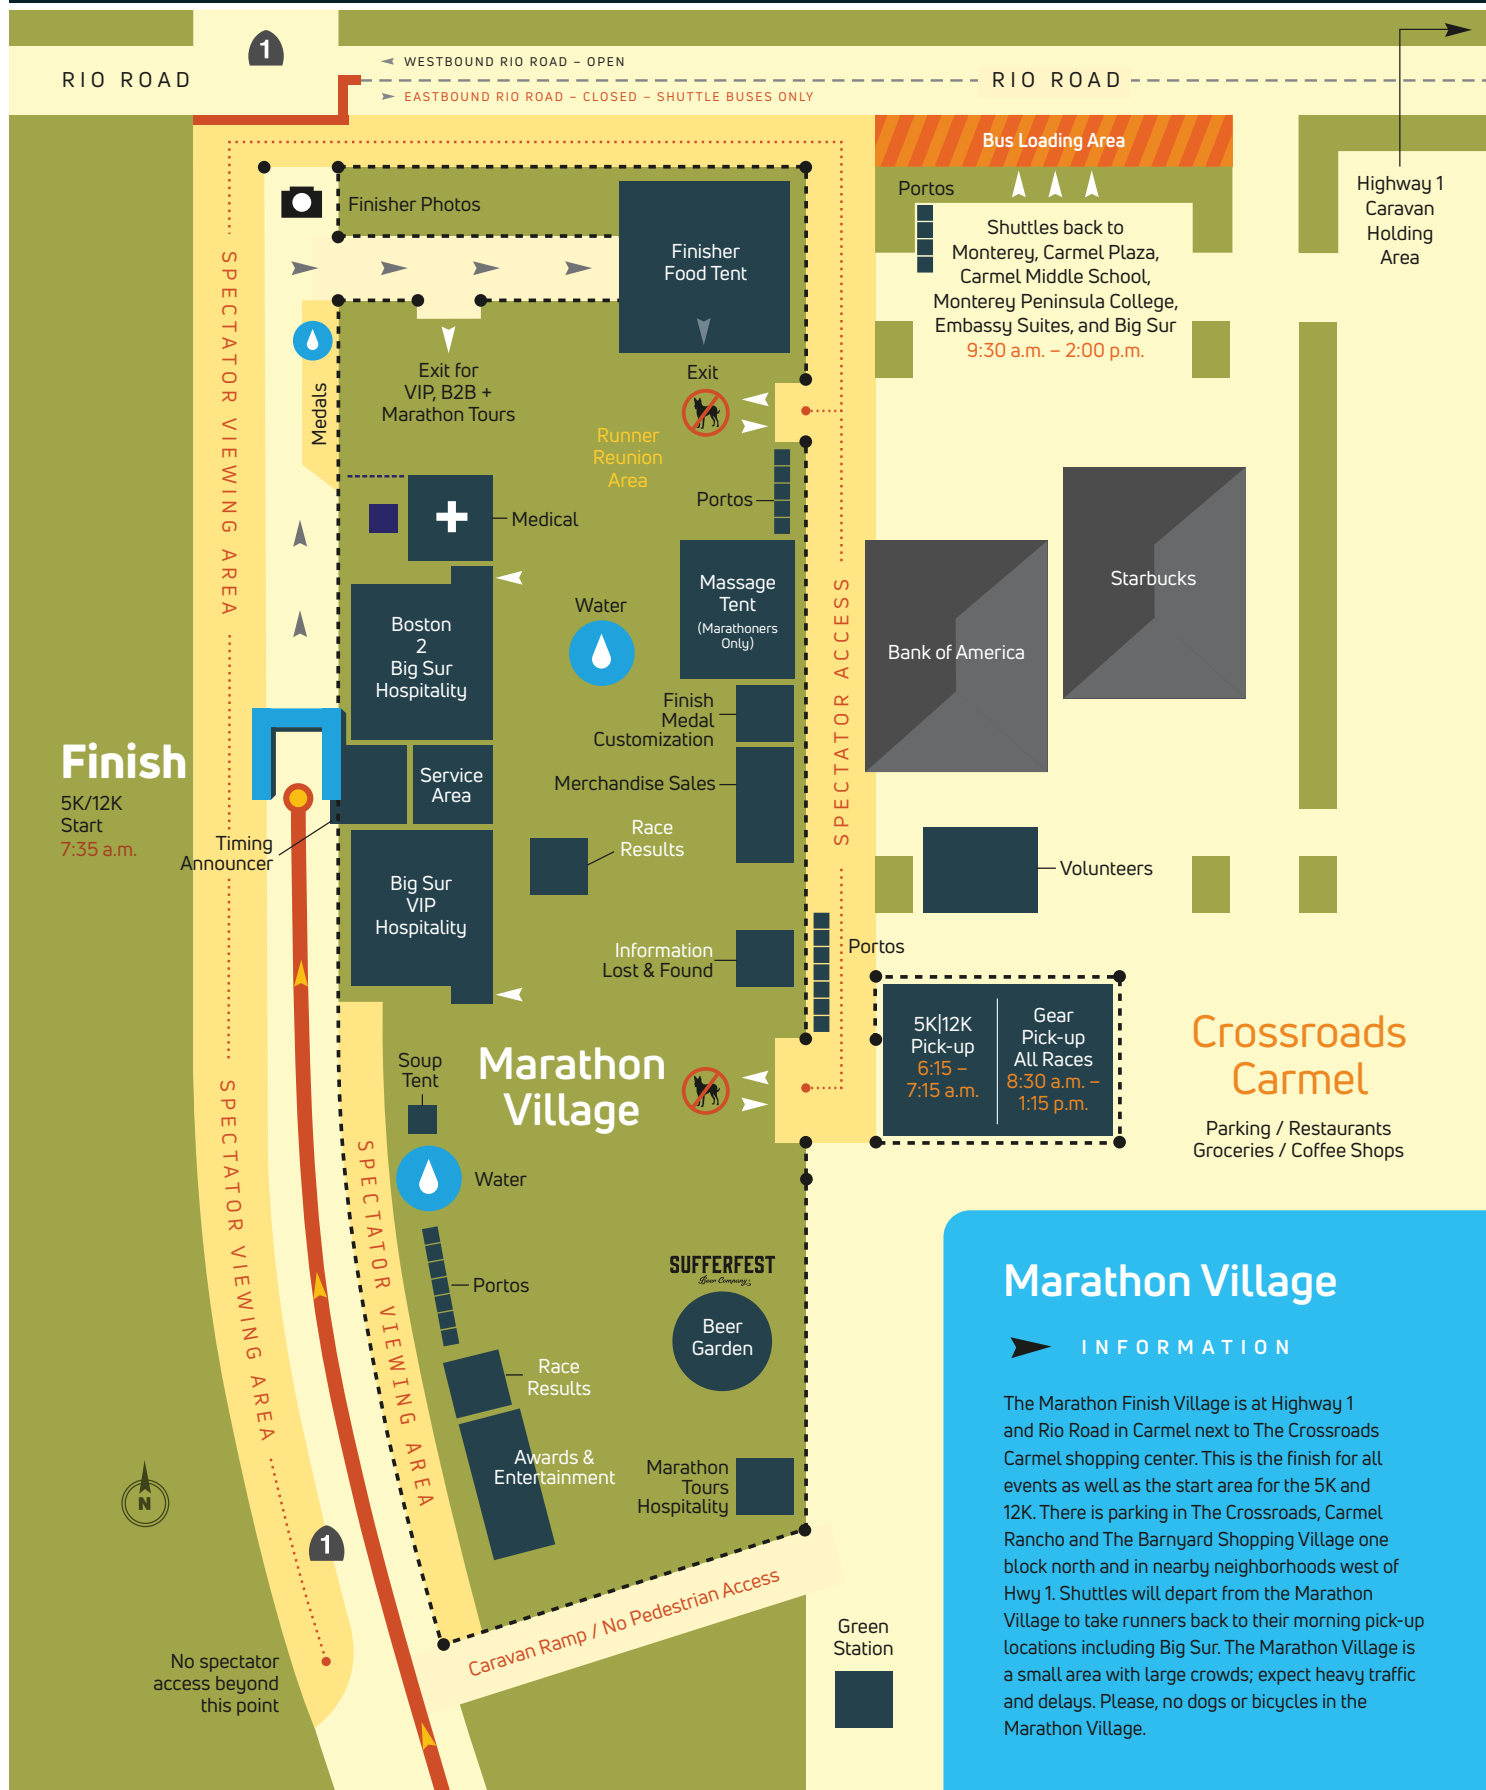 1
RIO ROAD
WESTBOUND RIO ROAD – OPEN
RIO ROAD
EASTBOUND RIO ROAD – CLOSED – SHUTTLE BUSES ONLY
Bus Loading Area
Highway 1
Caravan
Holding
Area
Portos
Shuttles back to
Monterey, Carmel Plaza,
Carmel Middle School,
Monterey Peninsula College,
Embassy Suites, and Big Sur
9:30 a.m. – 2:00 p.m.
Finisher Photos
Finisher
Food Tent
SPECTATOR VIEWING AREA
Medals
Exit for
VIP, B2B +
Marathon Tours
Exit
Runner
Reunion
Area
Portos
Medical
Boston
2
Big Sur
Hospitality
Water
Massage
Tent
(Marathoners
Only)
SPECTATOR ACCESS
Bank of America
Starbucks
Finish
Medal
Customization
Finish
5K/12K
Start
7:35 a.m.
Service
Area
Merchandise Sales
Timing
Announcer
Race
Results
Volunteers
Big Sur
VIP
Hospitality
Information
Lost & Found
Portos
5K|12K
Pick-up
6:15 –
7:15 a.m.
Gear
Pick-up
All Races
8:30 a.m. –
1:15 p.m.
Crossroads
Carmel
Parking / Restaurants
Groceries / Coffee Shops
Soup
Tent
Marathon
Village
SPECTATOR VIEWING AREA
SPECTATOR VIEWING AREA
Water
Portos
SUFFERFEST
Beer Company
Beer
Garden
Race
Results
Awards &
Entertainment
Marathon
Tours
Hospitality
N
1
Caravan Ramp / No Pedestrian Access
No spectator
access beyond
this point
Green
Station
Marathon Village
INFORMATION
The Marathon Finish Village is at Highway 1
and Rio Road in Carmel next to The Crossroads
Carmel shopping center. This is the finish for all
events as well as the start area for the 5K and
12K. There is parking in The Crossroads, Carmel
Rancho and The Barnyard Shopping Village one
block north and in nearby neighborhoods west of
Hwy 1. Shuttles will depart from the Marathon
Village to take runners back to their morning pick-up
locations including Big Sur. The Marathon Village is
a small area with large crowds; expect heavy traffic
and delays. Please, no dogs or bicycles in the
Marathon Village.